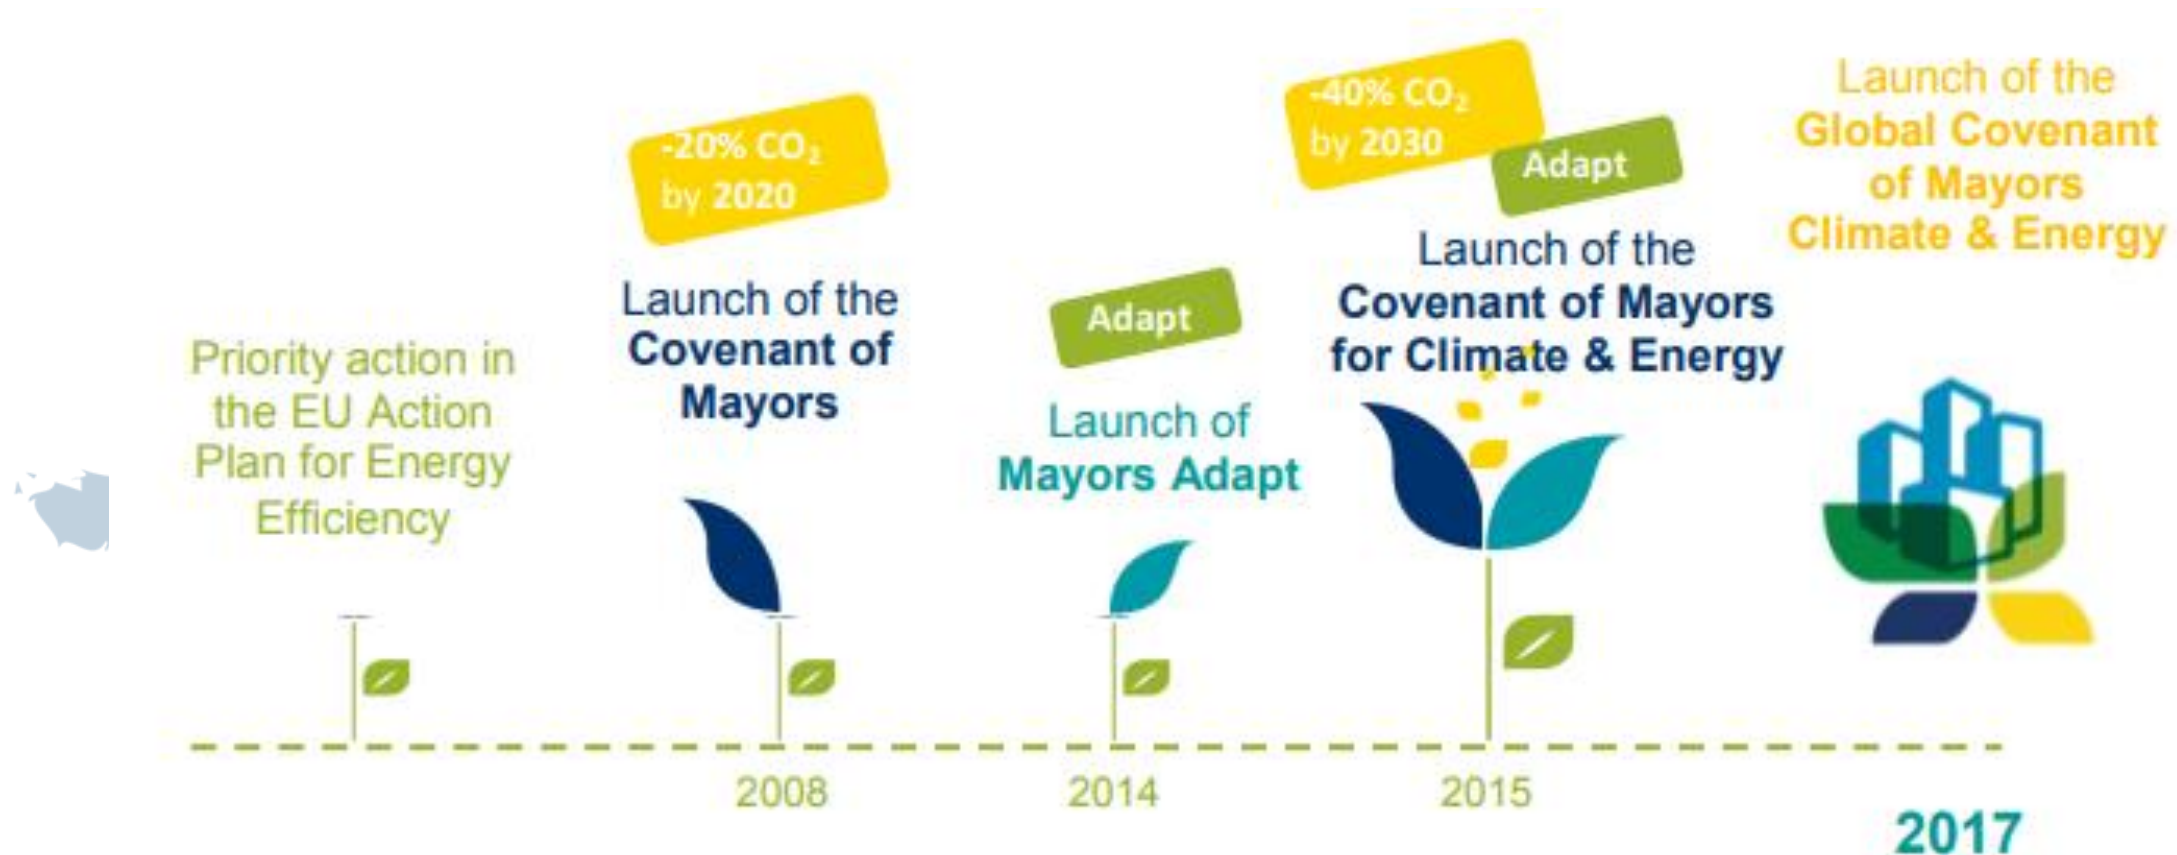 Priority action in
the EU Action
Plan for Energy
Efficiency
-20% CO₂
by 2020
Launch of the
Covenant of
Mayors
Adapt
Launch of
Mayors Adapt
-40% CO₂
by 2030
Adapt
Launch of the
Covenant of Mayors
for Climate & Energy
Launch of the
Global Covenant
of Mayors
Climate & Energy
2008
2014
2015
2017